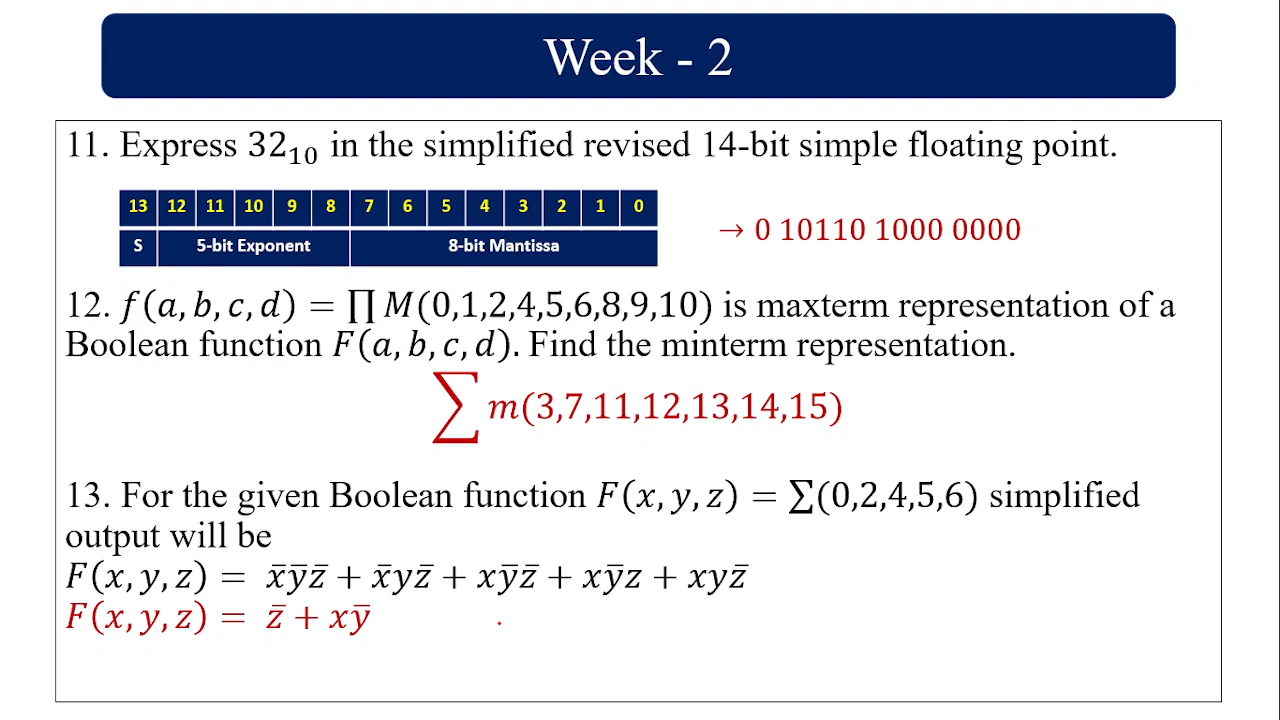 Week - 2
11. Express 32₁₀ in the simplified revised 14-bit simple floating point.
13 12 11 10 9 8 7 6 5 4 3 2 1 0
S 5-bit Exponent 8-bit Mantissa
→ 0 10110 1000 0000
12. f(a, b, c, d) = ∏ M(0,1,2,4,5,6,8,9,10) is maxterm representation of a
Boolean function F(a, b, c, d). Find the minterm representation.
∑ m(3,7,11,12,13,14,15)
13. For the given Boolean function F(x, y, z) = ∑(0,2,4,5,6) simplified
output will be
F(x, y, z) = x̄ȳz̄ + x̄yz̄ + xȳz̄ + xȳz + xyz̄
F(x, y, z) = z̄ + xȳ